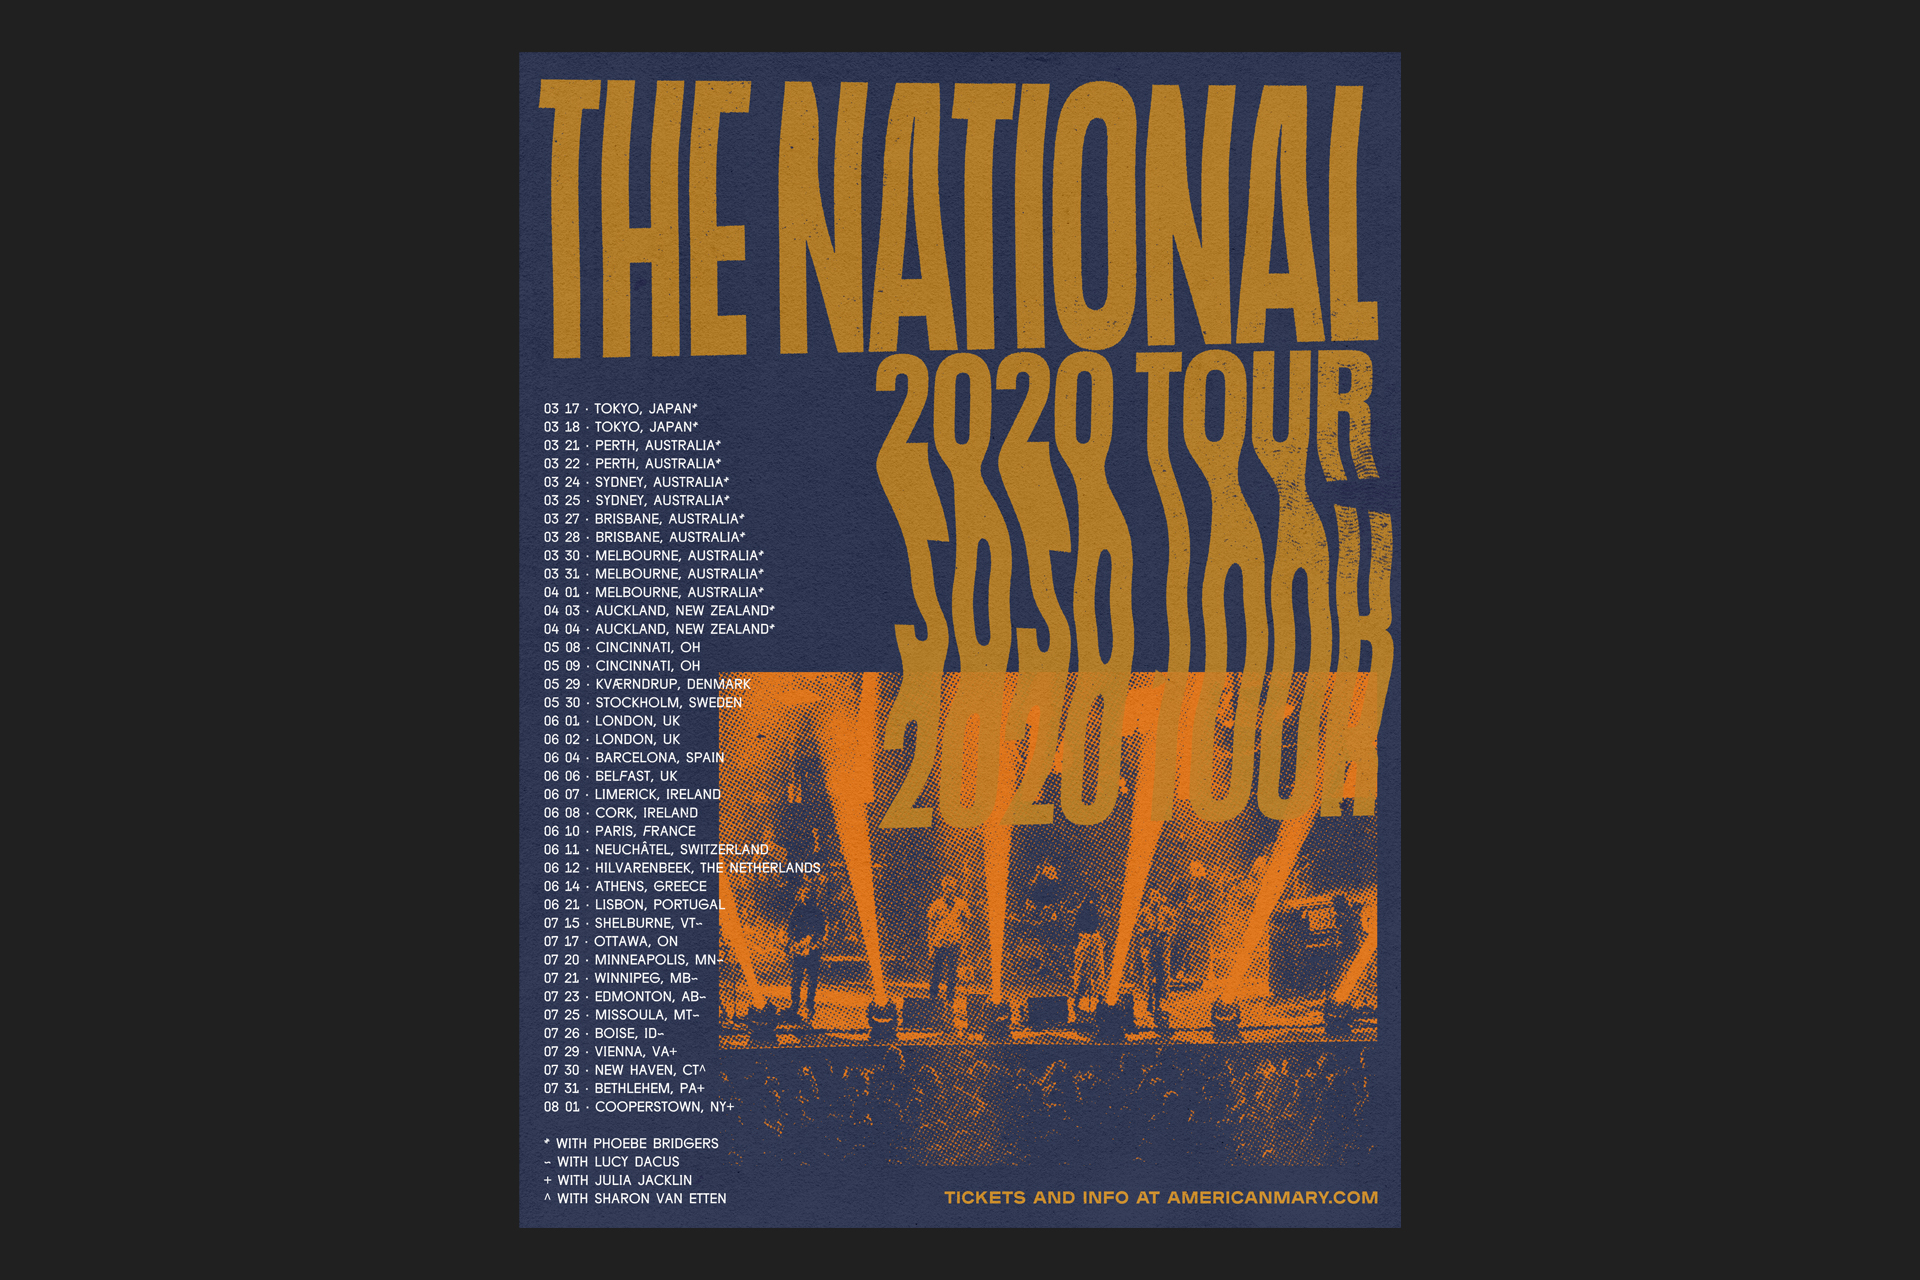 THE NATIONAL
2020 TOUR
2020 TOUR
2020 TOUR
03 17 · TOKYO, JAPAN*
03 18 · TOKYO, JAPAN*
03 21 · PERTH, AUSTRALIA*
03 22 · PERTH, AUSTRALIA*
03 24 · SYDNEY, AUSTRALIA*
03 25 · SYDNEY, AUSTRALIA*
03 27 · BRISBANE, AUSTRALIA*
03 28 · BRISBANE, AUSTRALIA*
03 30 · MELBOURNE, AUSTRALIA*
03 31 · MELBOURNE, AUSTRALIA*
04 01 · MELBOURNE, AUSTRALIA*
04 03 · AUCKLAND, NEW ZEALAND*
04 04 · AUCKLAND, NEW ZEALAND*
05 08 · CINCINNATI, OH
05 09 · CINCINNATI, OH
05 29 · KVÆRNDRUP, DENMARK
05 30 · STOCKHOLM, SWEDEN
06 01 · LONDON, UK
06 02 · LONDON, UK
06 04 · BARCELONA, SPAIN
06 06 · BELFAST, UK
06 07 · LIMERICK, IRELAND
06 08 · CORK, IRELAND
06 10 · PARIS, FRANCE
06 11 · NEUCHÂTEL, SWITZERLAND
06 12 · HILVARENBEEK, THE NETHERLANDS
06 14 · ATHENS, GREECE
06 21 · LISBON, PORTUGAL
07 15 · SHELBURNE, VT~
07 17 · OTTAWA, ON
07 20 · MINNEAPOLIS, MN~
07 21 · WINNIPEG, MB~
07 23 · EDMONTON, AB~
07 25 · MISSOULA, MT~
07 26 · BOISE, ID~
07 29 · VIENNA, VA+
07 30 · NEW HAVEN, CT^
07 31 · BETHLEHEM, PA+
08 01 · COOPERSTOWN, NY+
* WITH PHOEBE BRIDGERS
~ WITH LUCY DACUS
+ WITH JULIA JACKLIN
^ WITH SHARON VAN ETTEN
TICKETS AND INFO AT AMERICANMARY.COM